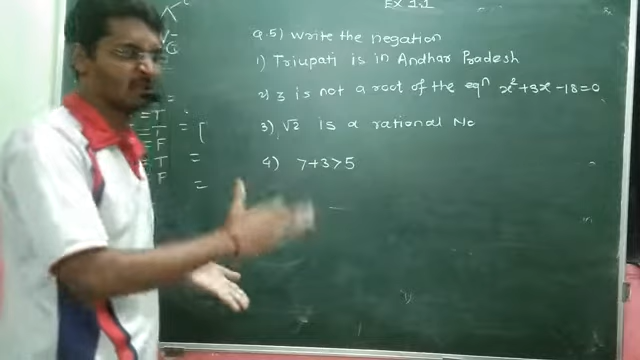 EX 1.1
Q.5) Write the negation
1) Triupati is in Andhar Pradesh
2) 3 is not a root of the eqⁿ x²+3x-18=0
3) √2 is a rational No
4) 7+3>5
=
=T = [
=T
=F
=T =
F =